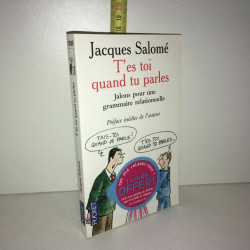 Jacques Salomé
T'es toi
quand tu parles
Jalons pour une
grammaire relationnelle
Préface inédite de l'auteur
TAIS-TOI
QUAND JE PARLE!
T'ES TOI
QUAND TU PARLES.
OFFERT
POCKET